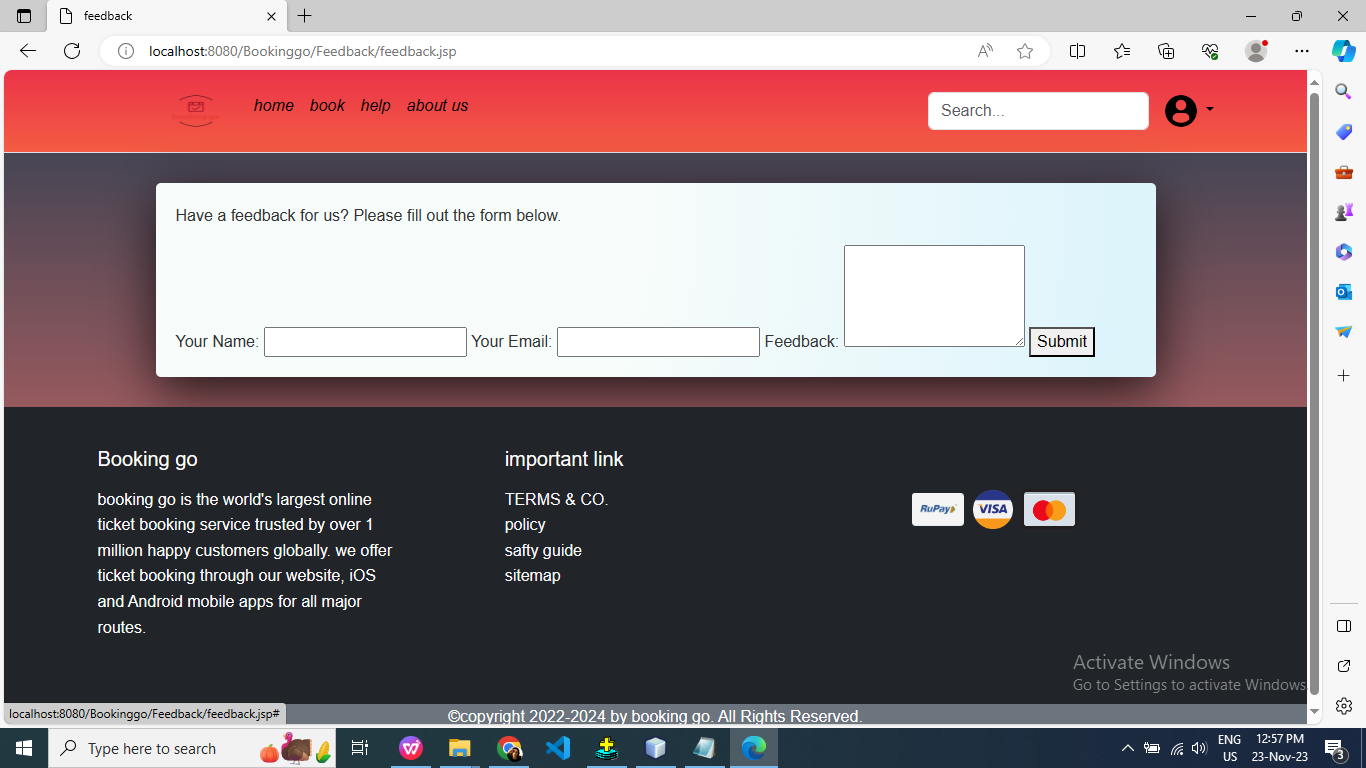 feedback
localhost:8080/Bookinggo/Feedback/feedback.jsp
home book help about us
Search...
Have a feedback for us? Please fill out the form below.
Your Name: Your Email: Feedback: Submit
Booking go
booking go is the world's largest online
ticket booking service trusted by over 1
million happy customers globally. we offer
ticket booking through our website, iOS
and Android mobile apps for all major
routes.
important link
TERMS & CO.
policy
safty guide
sitemap
RuPay VISA
Activate Windows
Go to Settings to activate Windows
localhost:8080/Bookinggo/Feedback/feedback.jsp#
©copyright 2022-2024 by booking go. All Rights Reserved.
Type here to search
ENG
US
12:57 PM
23-Nov-23
3